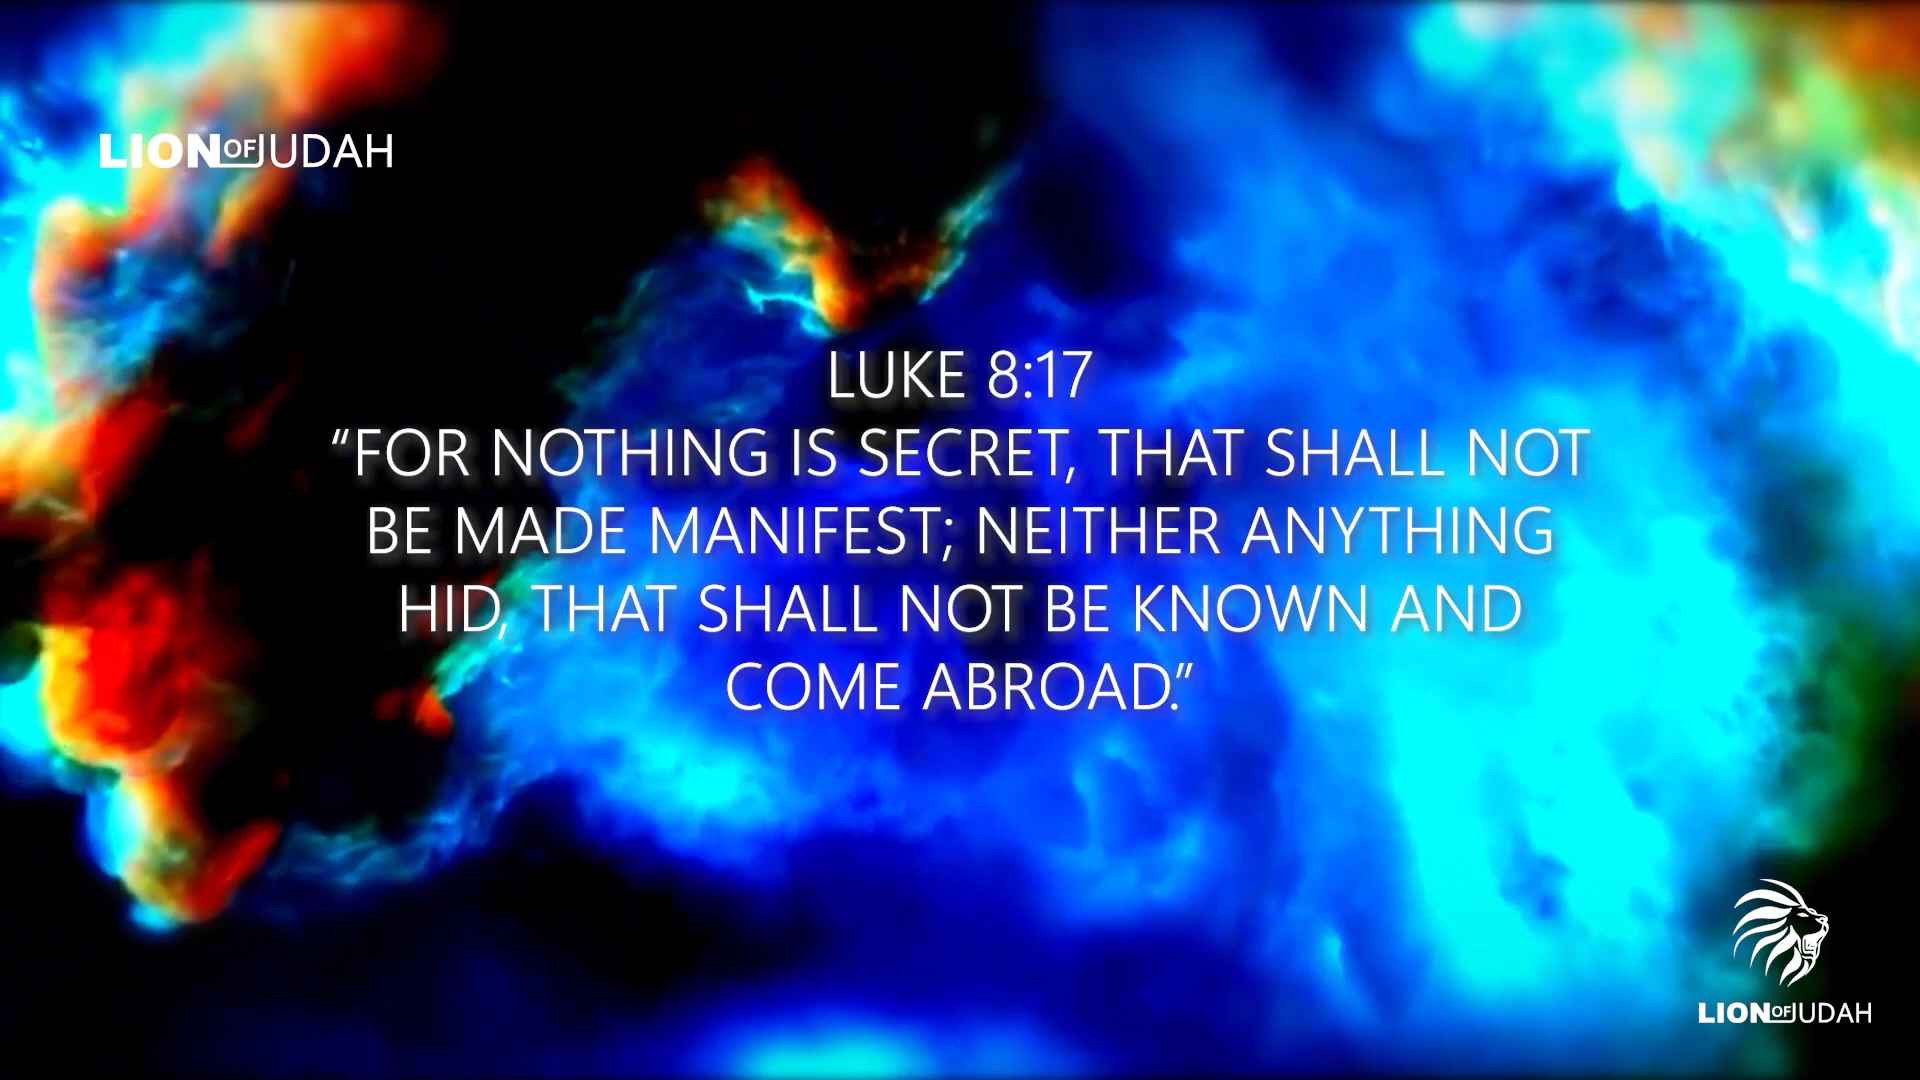 LION OF JUDAH
LUKE 8:17
“FOR NOTHING IS SECRET, THAT SHALL NOT
BE MADE MANIFEST; NEITHER ANYTHING
HID, THAT SHALL NOT BE KNOWN AND
COME ABROAD.”
LION OF JUDAH